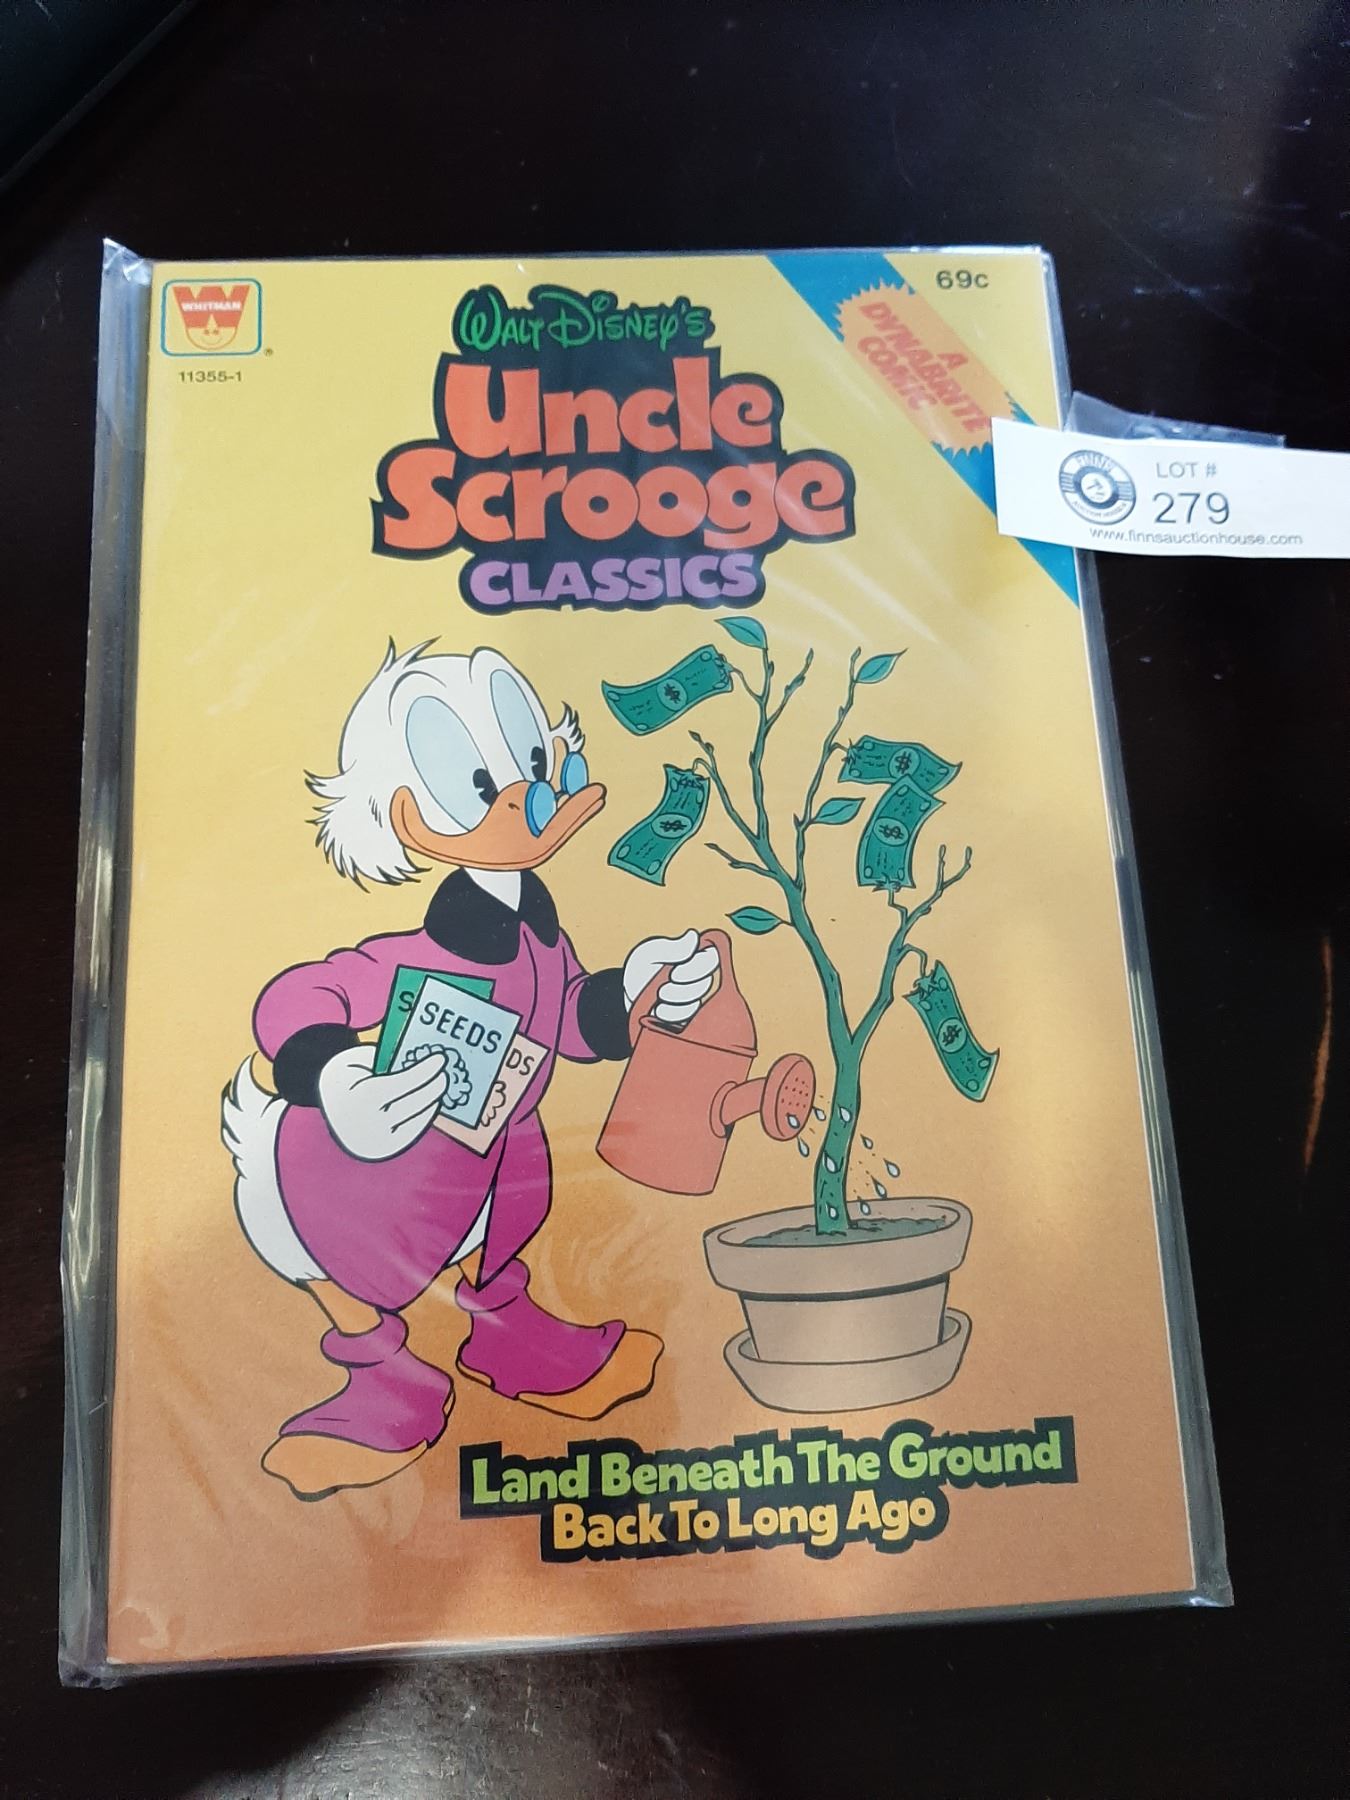 WHITMAN
®
11355-1
WALT DISNEY'S
Uncle
Scrooge
CLASSICS
69c
A
DYNABRITE
COMIC
LOT #
279
www.finnsauctionhouse.com
S
SEEDS
DS
Land Beneath The Ground
Back To Long Ago